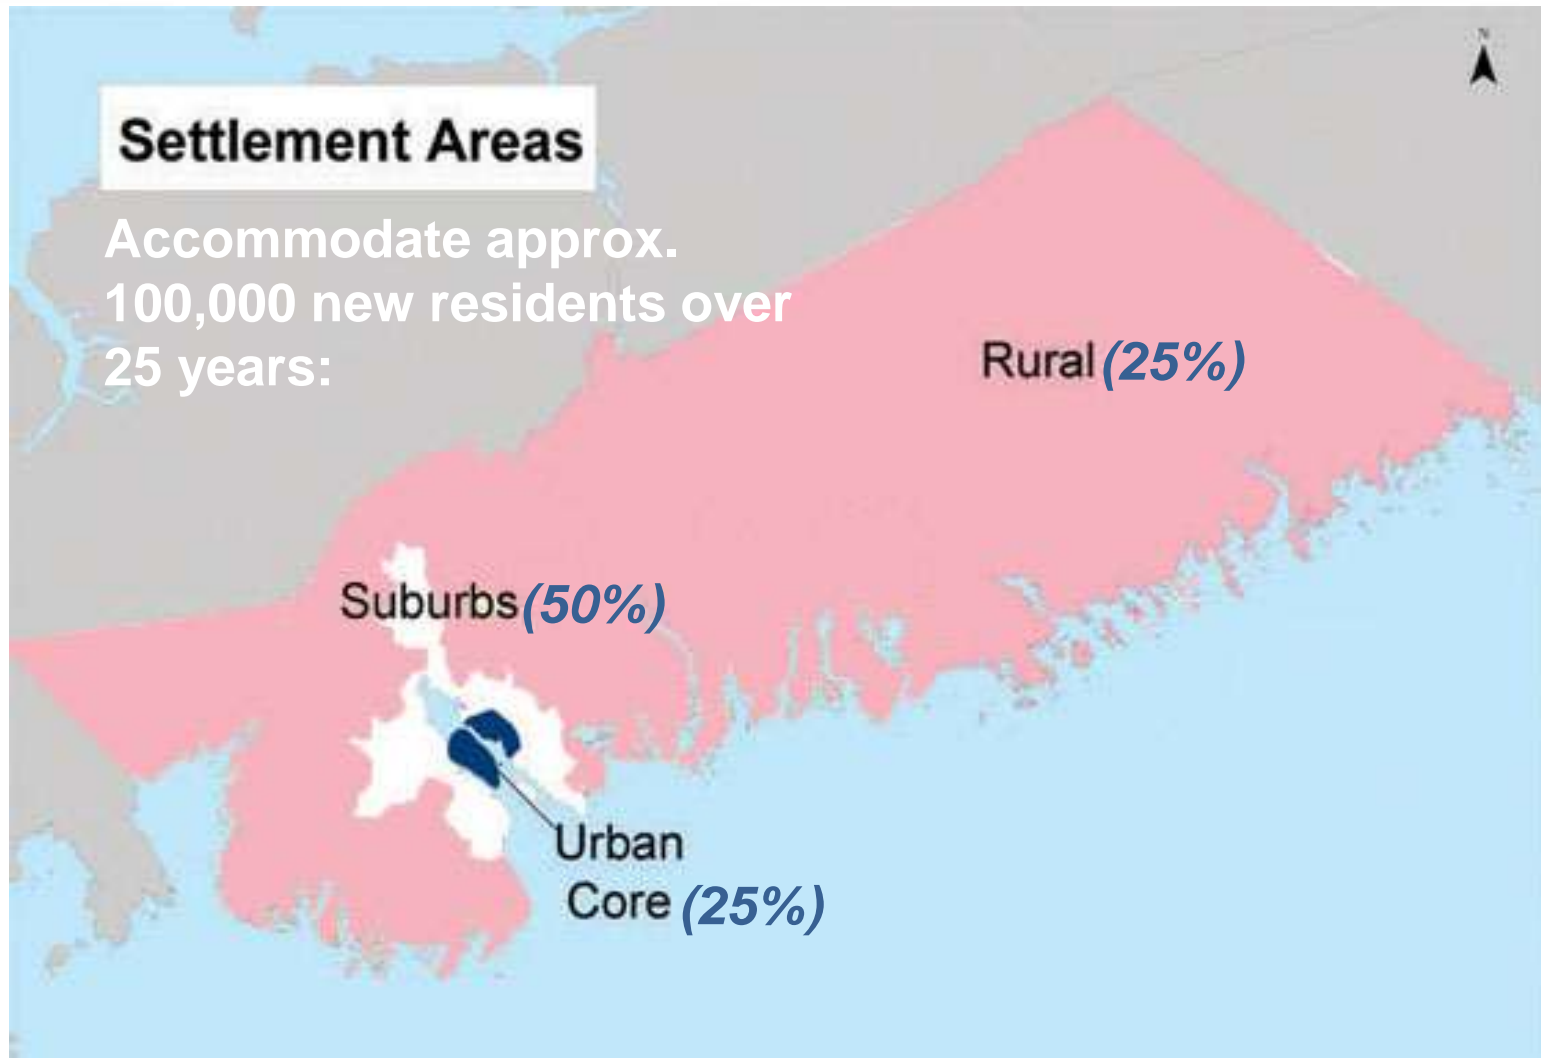 N
Settlement Areas
Accommodate approx.
100,000 new residents over
25 years:
Rural (25%)
Suburbs (50%)
Urban
Core (25%)